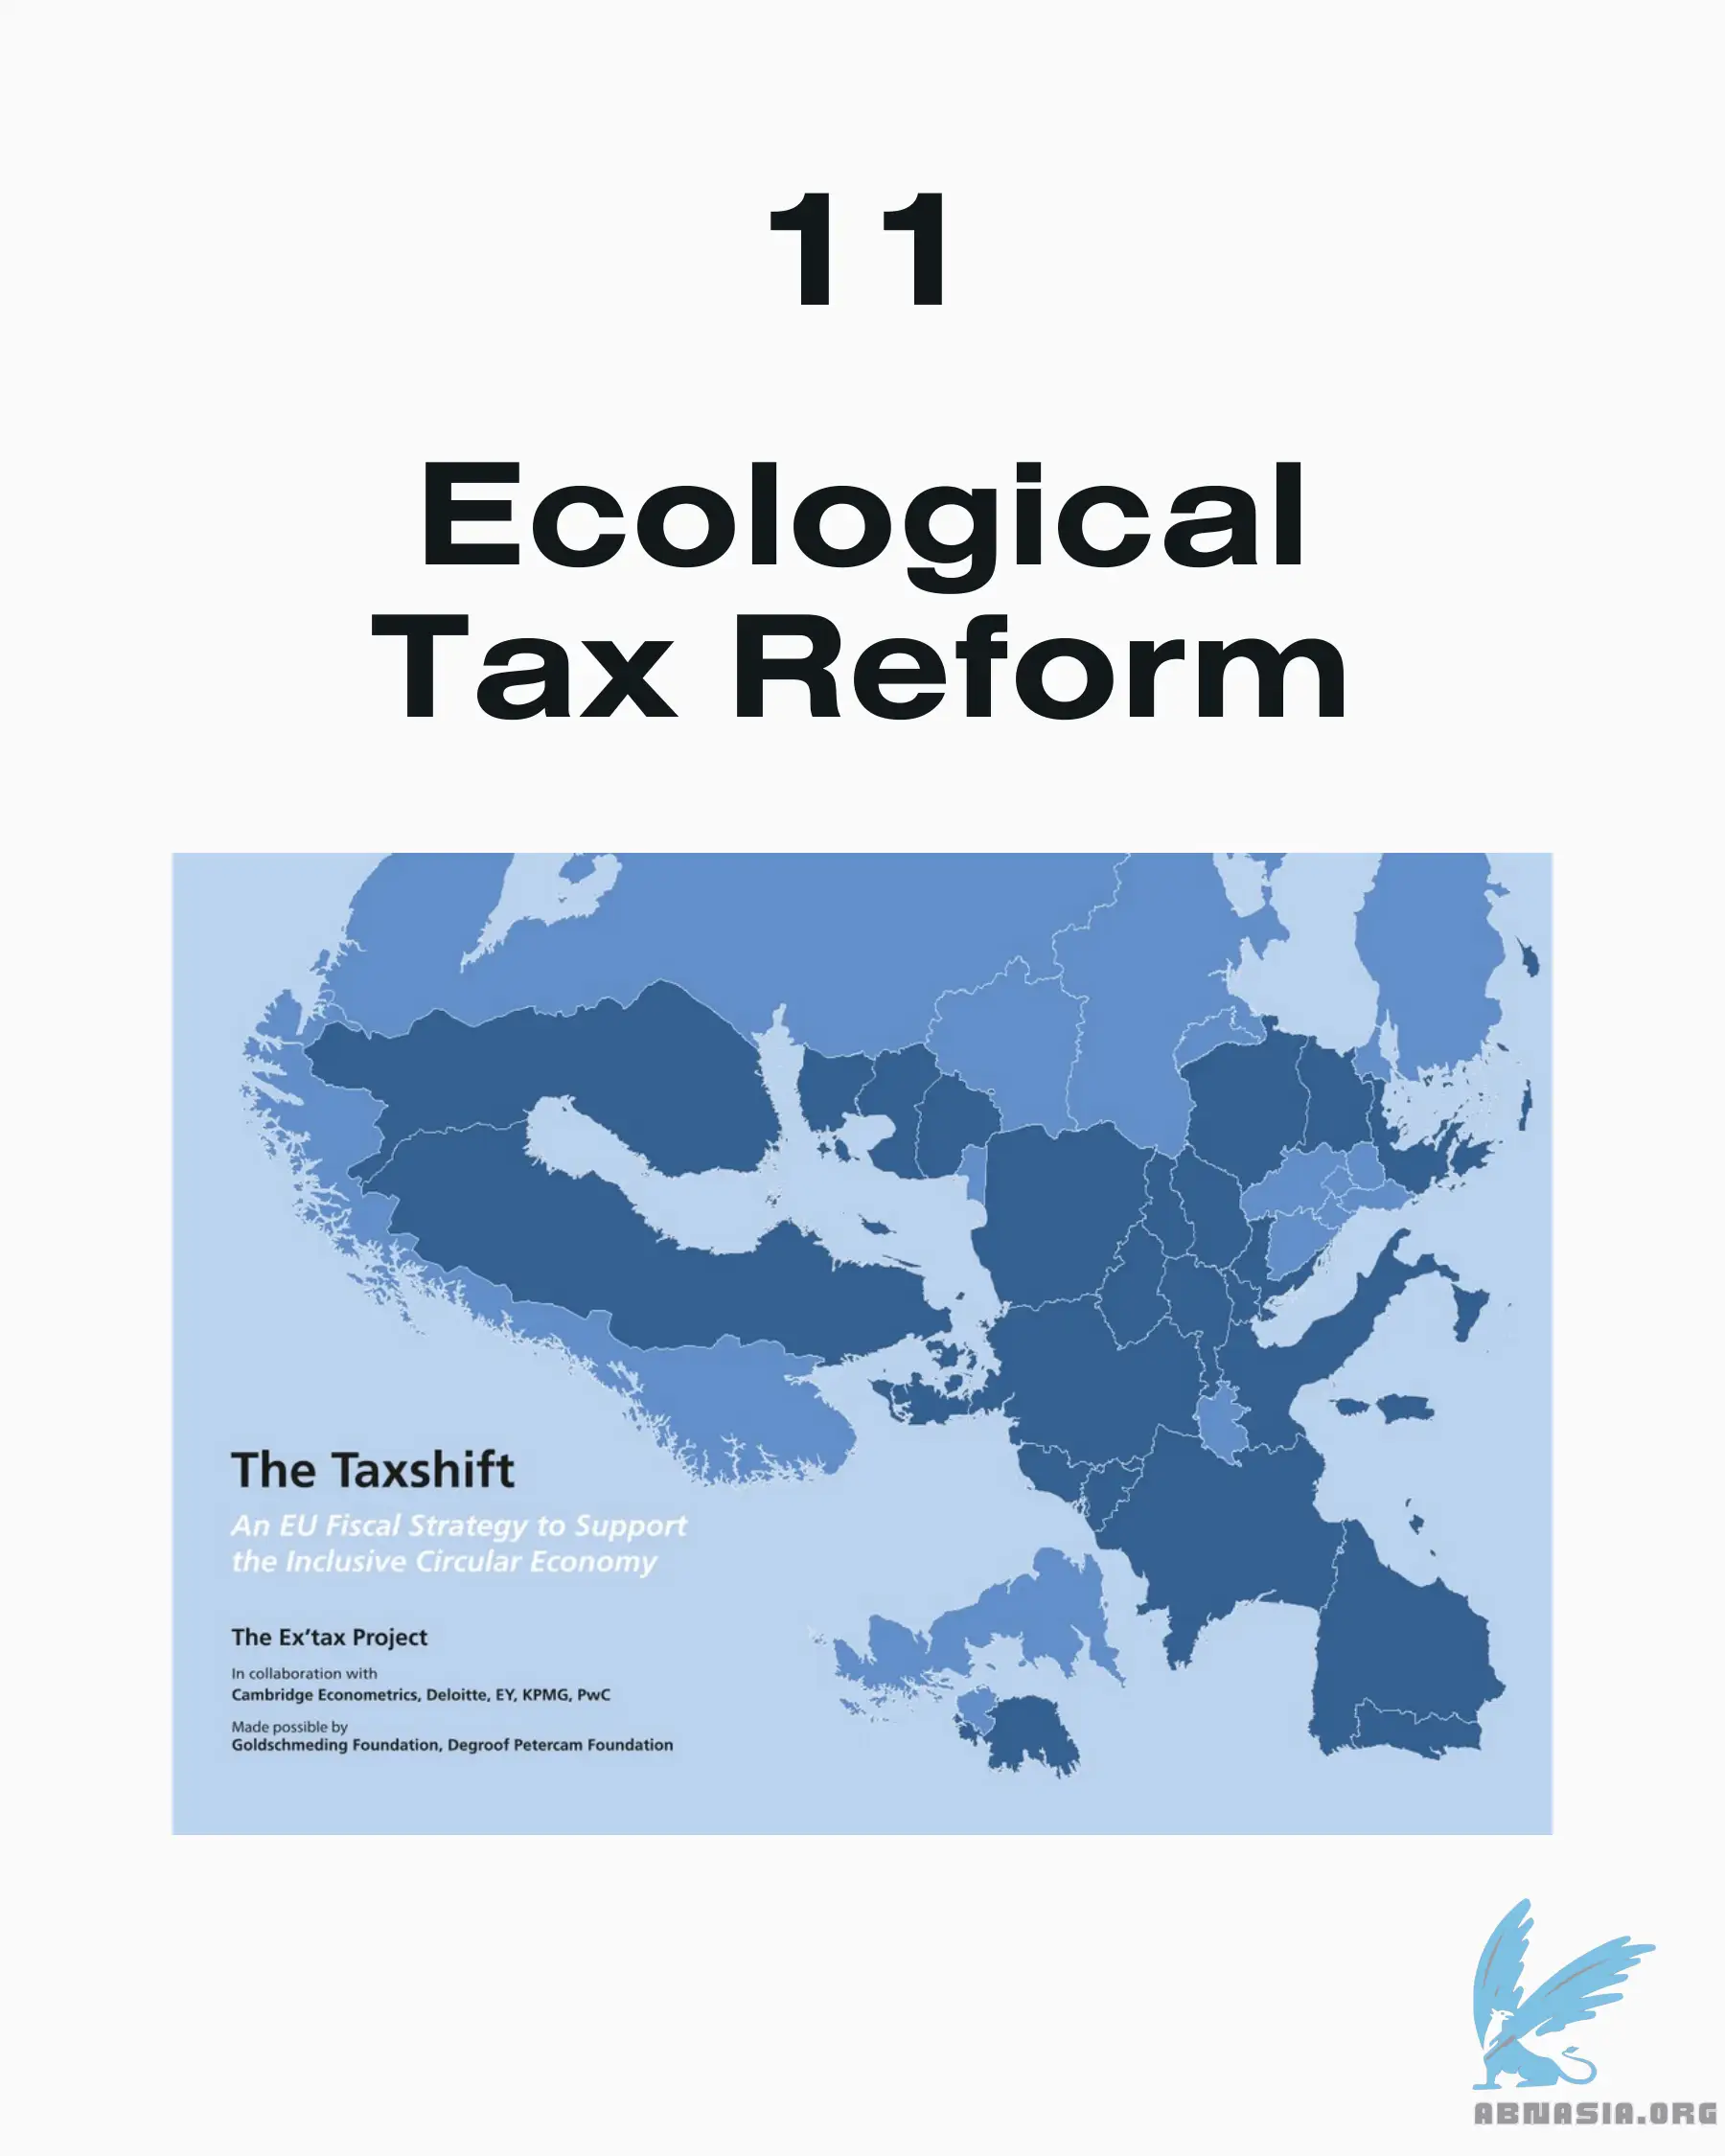 11
Ecological
Tax Reform
The Taxshift
An EU Fiscal Strategy to Support
the Inclusive Circular Economy
The Ex’tax Project
In collaboration with
Cambridge Econometrics, Deloitte, EY, KPMG, PwC
Made possible by
Goldschmeding Foundation, Degroof Petercam Foundation
ABNASIA.ORG